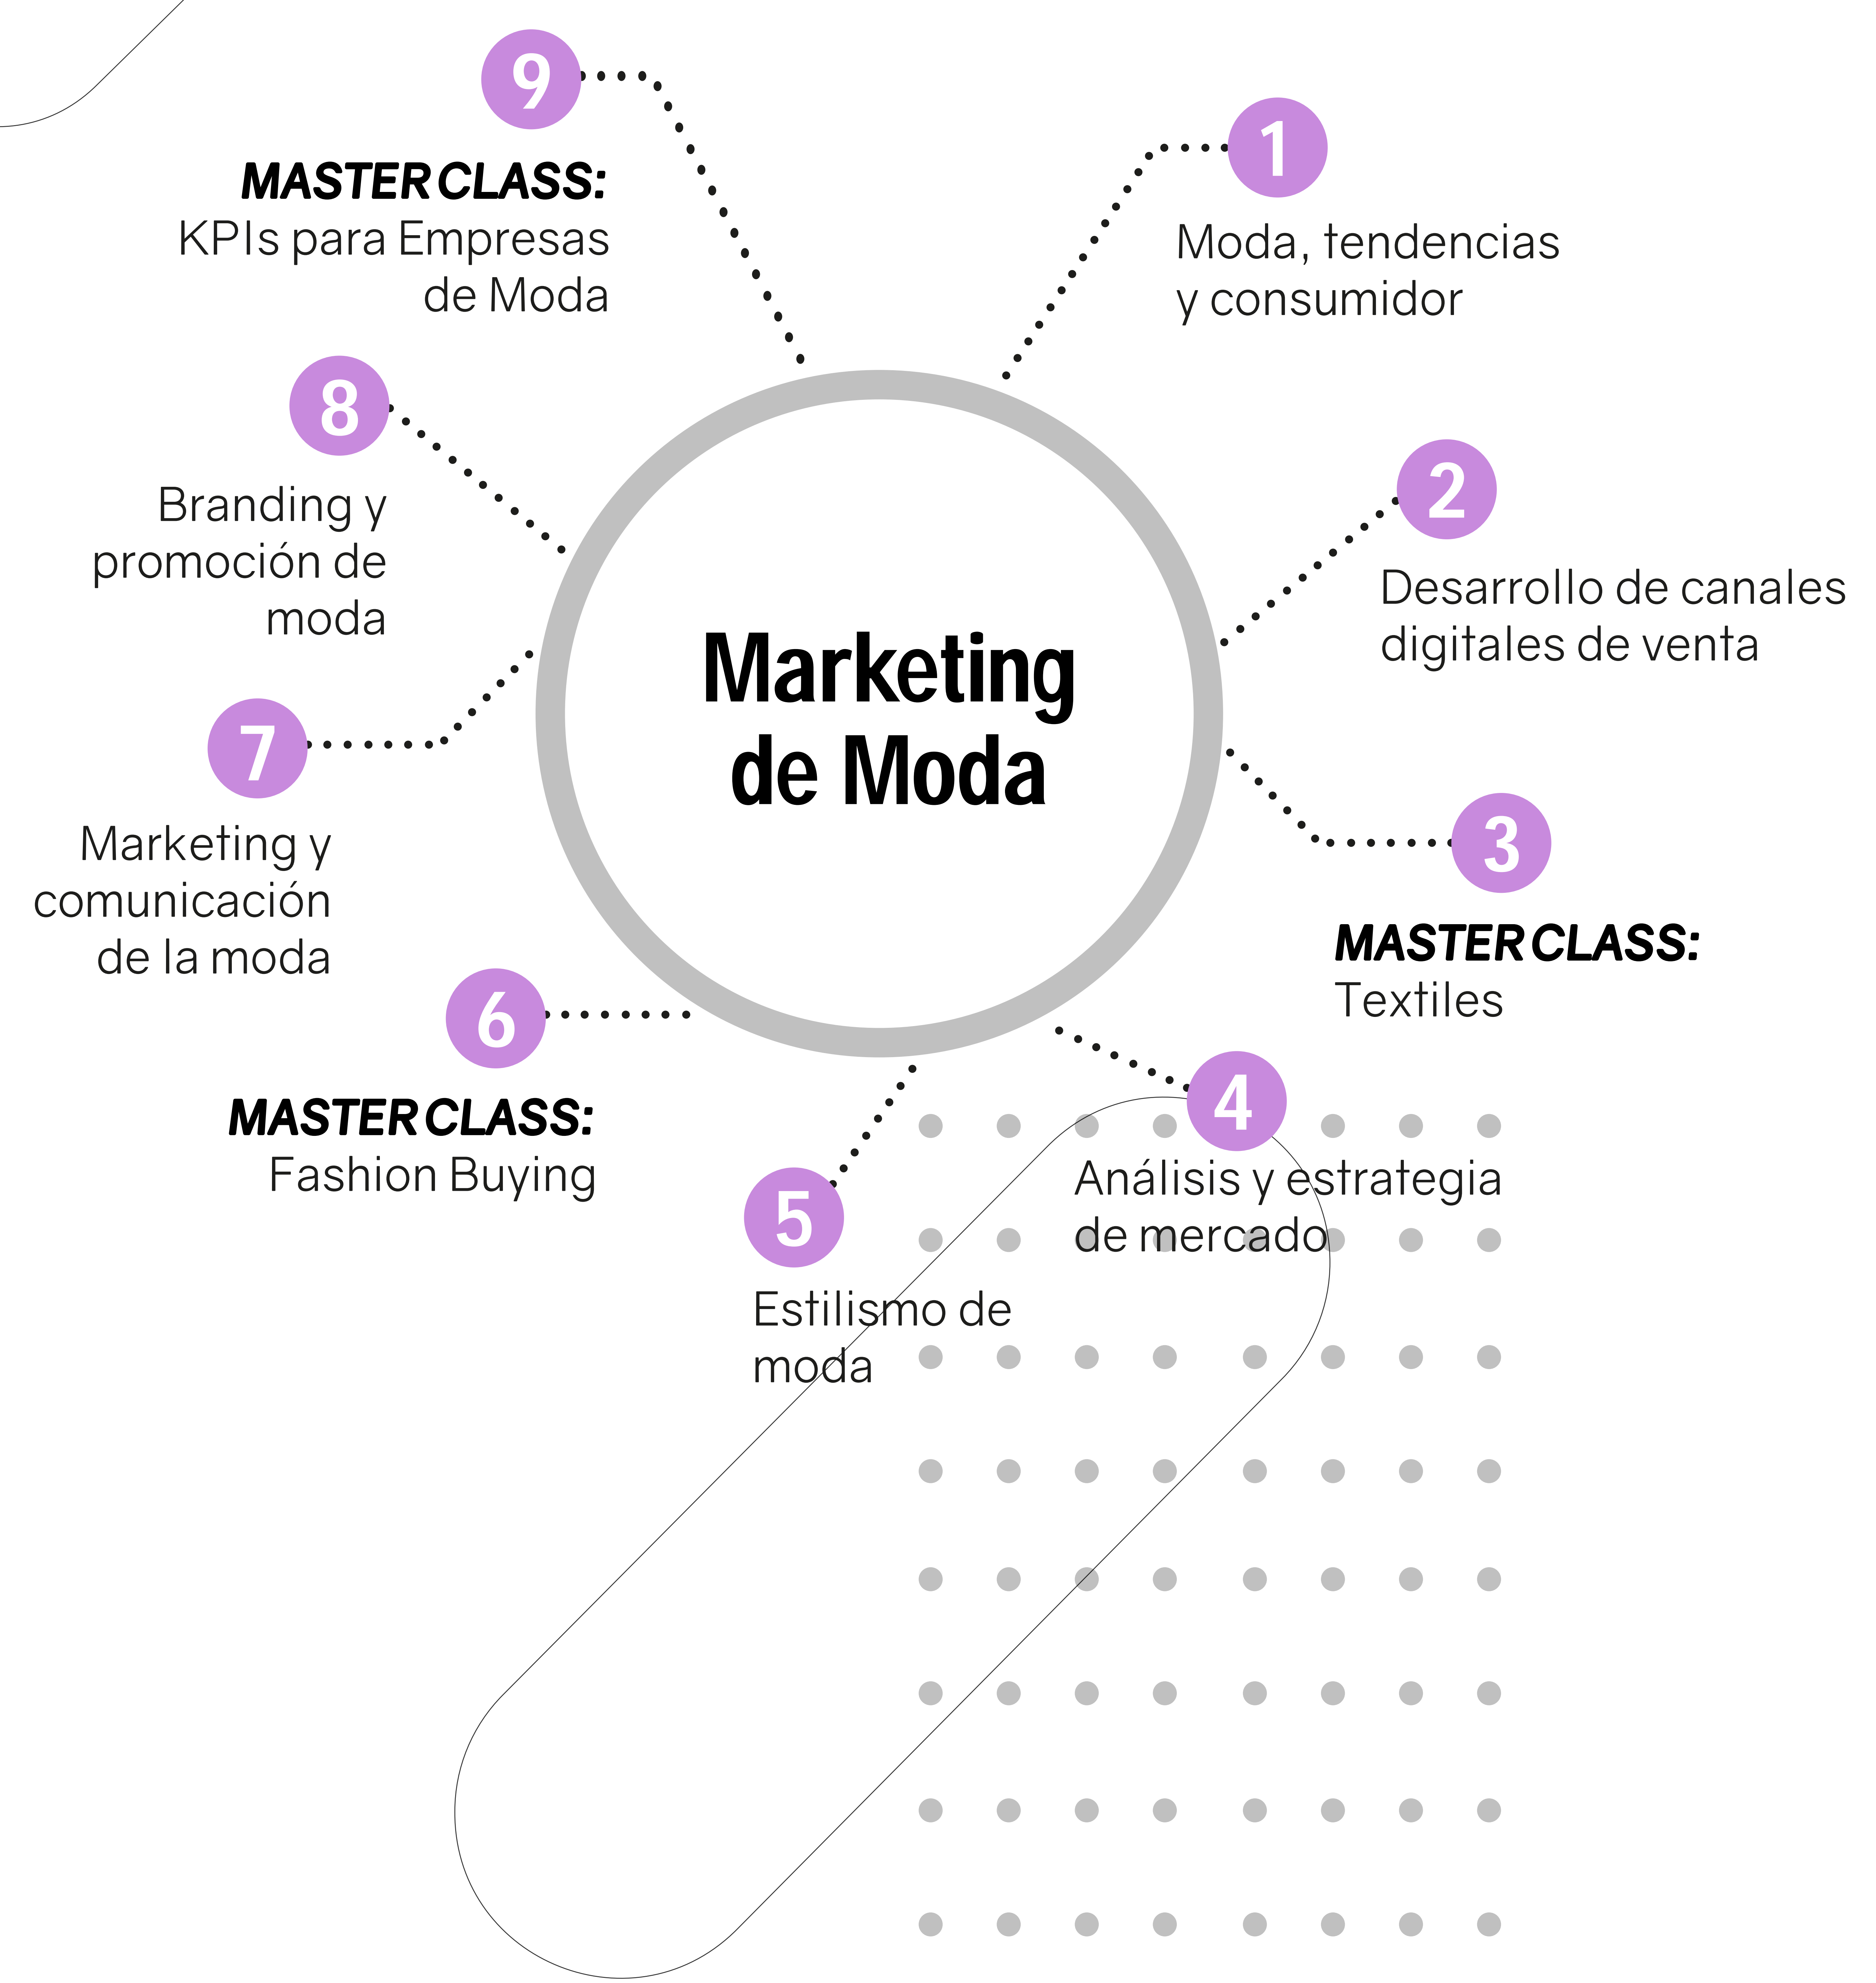 Marketing
de Moda
1
Moda, tendencias
y consumidor
2
Desarrollo de canales
digitales de venta
3
MASTER CLASS:
Textiles
4
Análisis y estrategia
de mercado
5
Estilismo de
moda
6
MASTER CLASS:
Fashion Buying
7
Marketing y
comunicación
de la moda
8
Branding y
promoción de
moda
9
MASTER CLASS:
KPIs para Empresas
de Moda